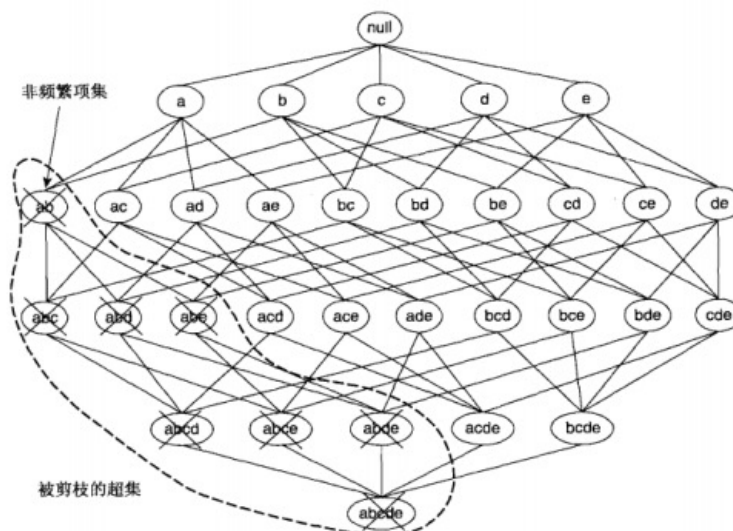 null
非频繁项集
a b c d e
ab ac ad ae bc bd be cd ce de
abc abd abe acd ace ade bcd bce bde cde
abcd abce abde acde bcde
被剪枝的超集
abcde